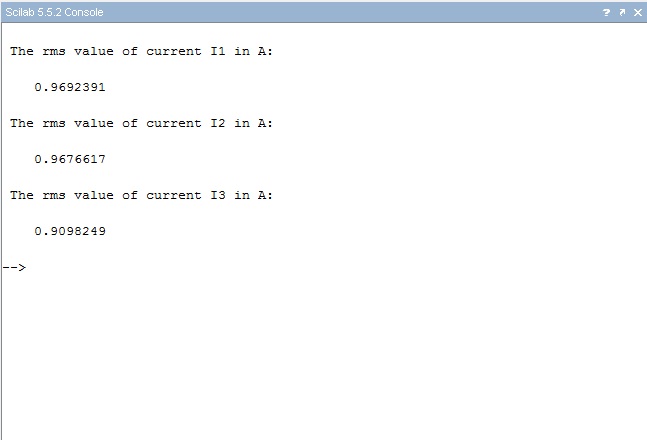 Scilab 5.5.2 Console
The rms value of current I1 in A:
0.9692391
The rms value of current I2 in A:
0.9676617
The rms value of current I3 in A:
0.9098249
-->